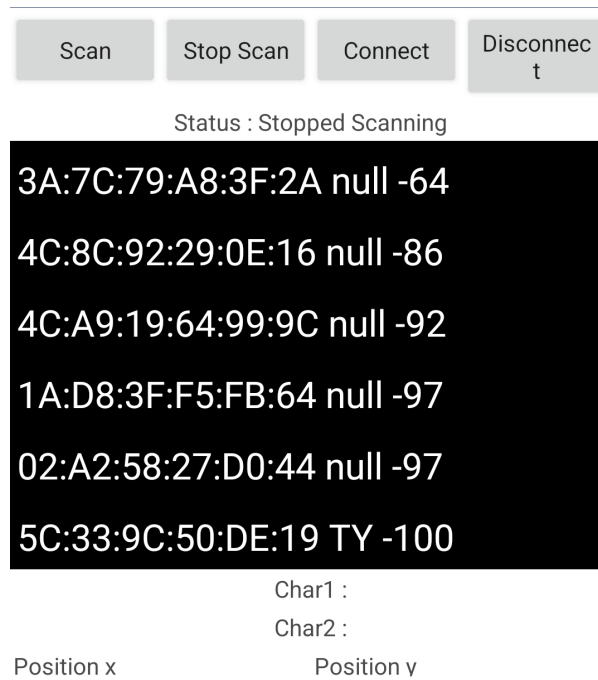 Scan Stop Scan Connect Disconnec
t
Status : Stopped Scanning
3A:7C:79:A8:3F:2A null -64
4C:8C:92:29:0E:16 null -86
4C:A9:19:64:99:9C null -92
1A:D8:3F:F5:FB:64 null -97
02:A2:58:27:D0:44 null -97
5C:33:9C:50:DE:19 TY -100
Char1 :
Char2 :
Position x Position y